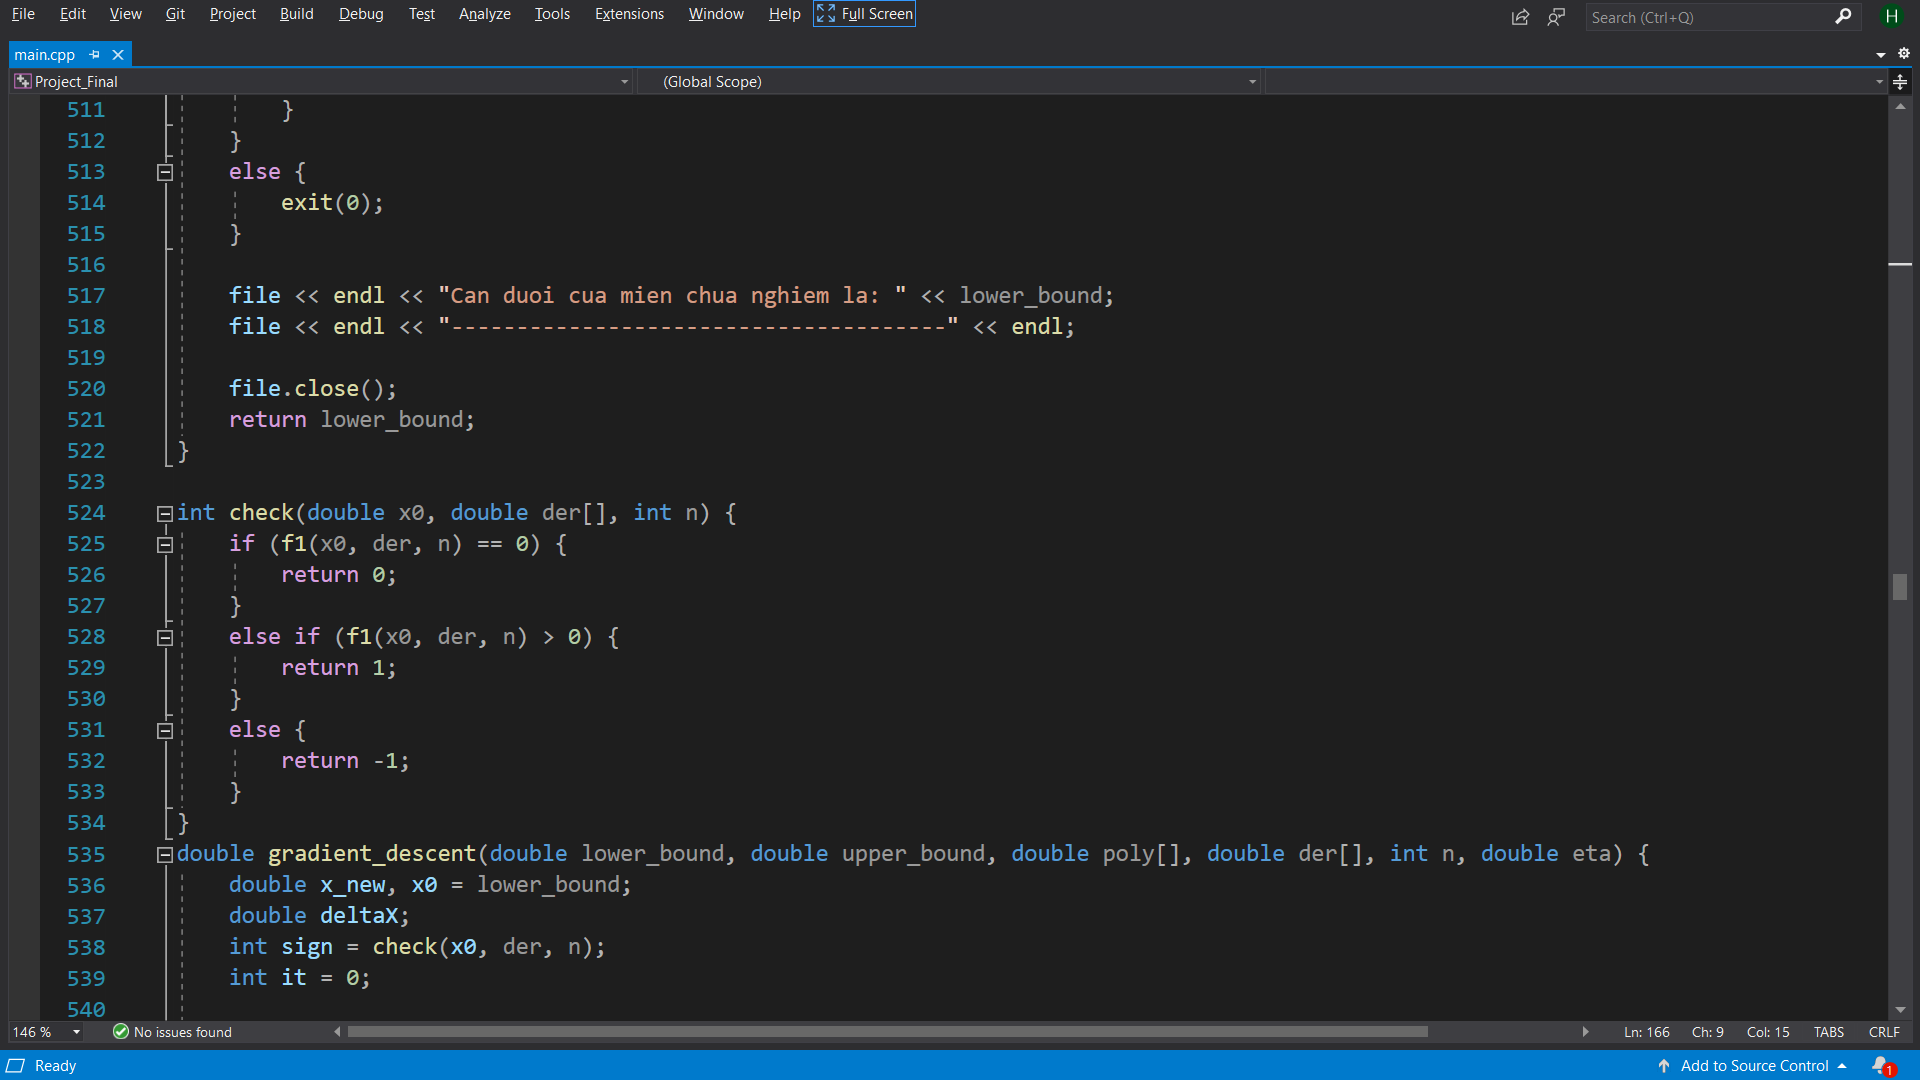 File Edit View Git Project Build Debug Test Analyze Tools Extensions Window Help Full Screen Search (Ctrl+Q) H
main.cpp
Project_Final (Global Scope)
511 }
512 }
513 else {
514 exit(0);
515 }
516
517 file << endl << "Can duoi cua mien chua nghiem la: " << lower_bound;
518 file << endl << "--------------------------------------" << endl;
519
520 file.close();
521 return lower_bound;
522 }
523
524 int check(double x0, double der[], int n) {
525 if (f1(x0, der, n) == 0) {
526 return 0;
527 }
528 else if (f1(x0, der, n) > 0) {
529 return 1;
530 }
531 else {
532 return -1;
533 }
534 }
535 double gradient_descent(double lower_bound, double upper_bound, double poly[], double der[], int n, double eta) {
536 double x_new, x0 = lower_bound;
537 double deltaX;
538 int sign = check(x0, der, n);
539 int it = 0;
540
146 % No issues found Ln: 166 Ch: 9 Col: 15 TABS CRLF
Ready Add to Source Control 1